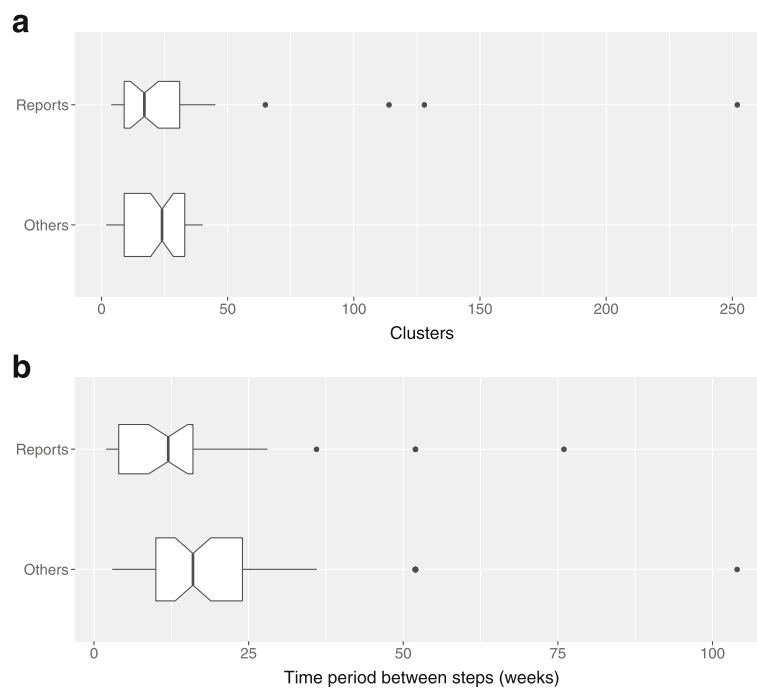 a
Reports
Others
0 50 100 150 200 250
Clusters
b
Reports
Others
0 25 50 75 100
Time period between steps (weeks)